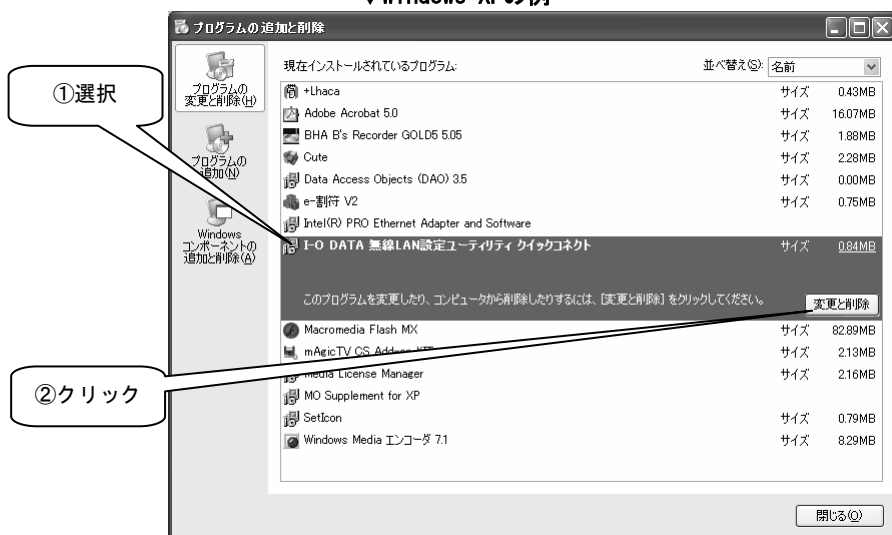 ▼Windows XPの例
プログラムの追加と削除
プログラムの
変更と削除(H)
プログラムの
追加(N)
Windows
コンポーネントの
追加と削除(A)
現在インストールされているプログラム:
並べ替え(S): 名前
+Lhaca サイズ 0.43MB
Adobe Acrobat 5.0 サイズ 16.07MB
BHA B's Recorder GOLD5 5.05 サイズ 1.88MB
Cute サイズ 2.28MB
Data Access Objects (DAO) 3.5 サイズ 0.00MB
e-割符 V2 サイズ 0.75MB
Intel(R) PRO Ethernet Adapter and Software
I-O DATA 無線LAN設定ユーティリティ クイックコネクト サイズ 0.84MB
このプログラムを変更したり、コンピュータから削除したりするには、[変更と削除] をクリックしてください。
変更と削除
Macromedia Flash MX サイズ 82.89MB
mAgicTV CS Add-on サイズ 2.13MB
Media License Manager サイズ 2.16MB
MO Supplement for XP
SetIcon サイズ 0.79MB
Windows Media エンコーダ 7.1 サイズ 8.29MB
閉じる(O)
①選択
②クリック